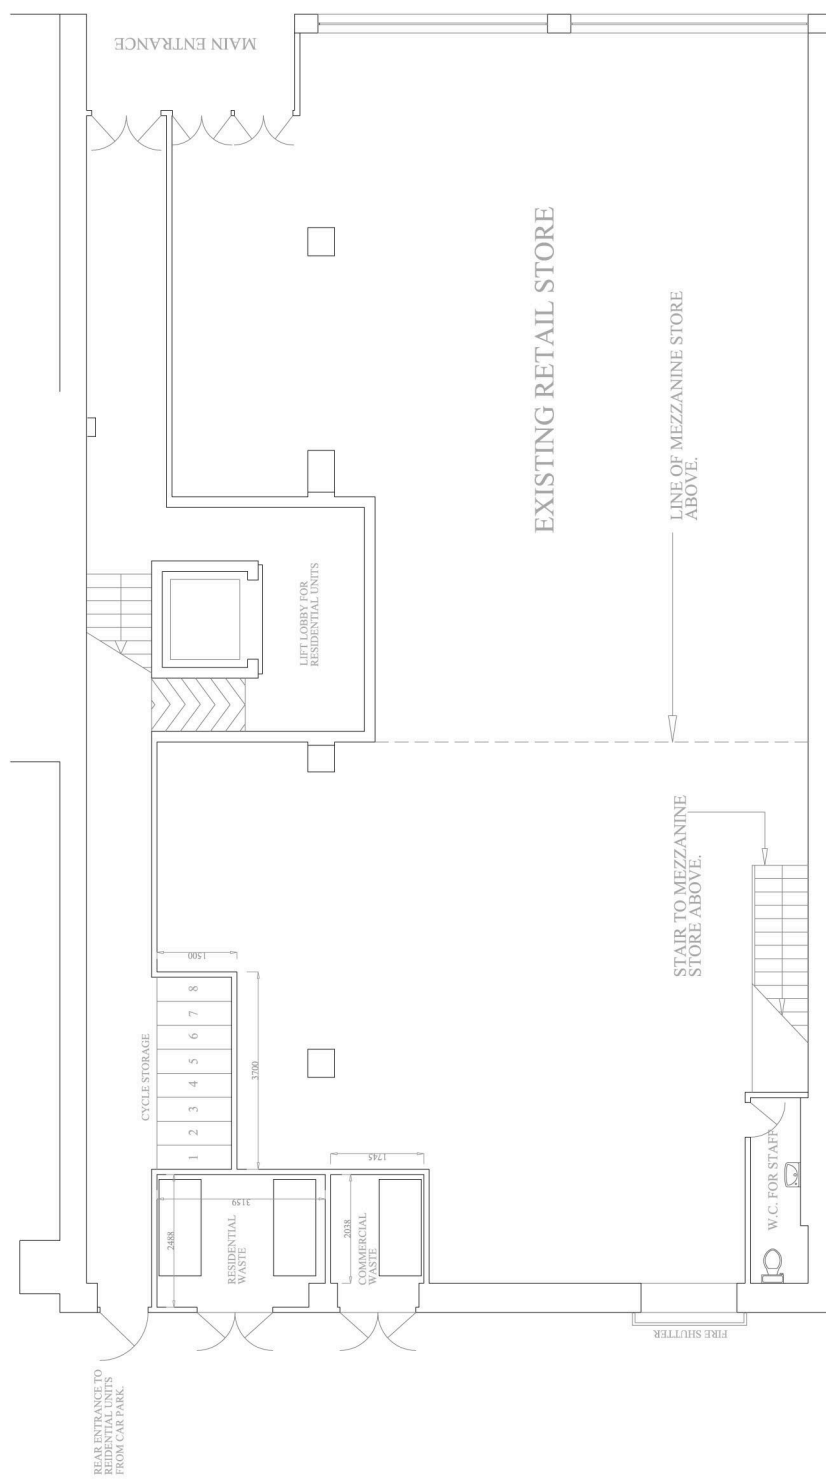 MAIN ENTRANCE
EXISTING RETAIL STORE
LINE OF MEZZANINE STORE
ABOVE.
LIFT LOBBY FOR
RESIDENTIAL UNITS
STAIR TO MEZZANINE
STORE ABOVE.
1500
CYCLE STORAGE
8
7
6
5
4
3
2
1
3700
1745
3159
2488
2038
RESIDENTIAL
WASTE
COMMERCIAL
WASTE
W.C. FOR STAFF
FIRE SHUTTER
REAR ENTRANCE TO
REIDENTIAL UNITS
FROM CAR PARK.